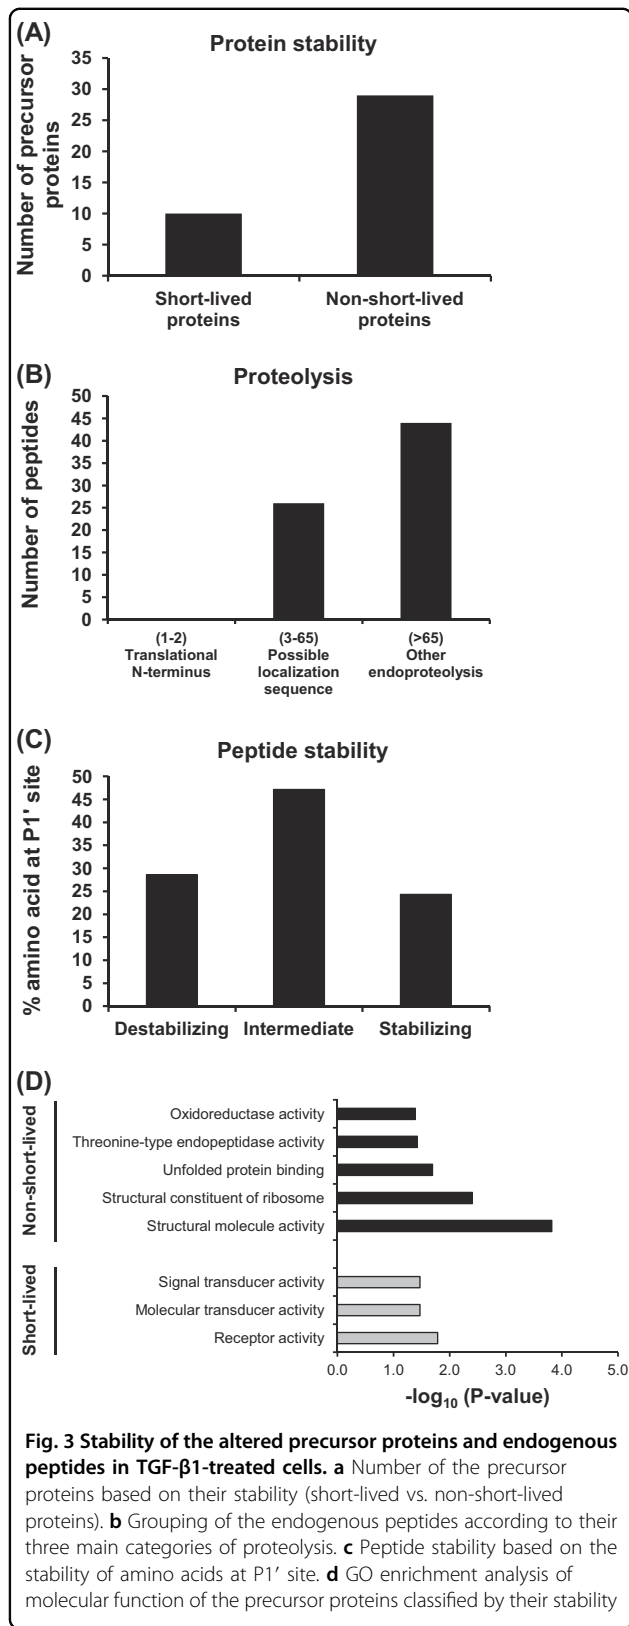 (A)
Protein stability
Number of precursor
proteins
35
30
25
20
15
10
5
0
Short-lived
proteins
Non-short-lived
proteins
(B)
Proteolysis
Number of peptides
50
45
40
35
30
25
20
15
10
5
0
(1-2)
Translational
N-terminus
(3-65)
Possible
localization
sequence
(>65)
Other
endoproteolysis
(C)
Peptide stability
% amino acid at P1' site
50
45
40
35
30
25
20
15
10
5
0
Destabilizing
Intermediate
Stabilizing
(D)
Non-short-lived
Oxidoreductase activity
Threonine-type endopeptidase activity
Unfolded protein binding
Structural constituent of ribosome
Structural molecule activity
Short-lived
Signal transducer activity
Molecular transducer activity
Receptor activity
0.0 1.0 2.0 3.0 4.0 5.0
-log10 (P-value)
Fig. 3 Stability of the altered precursor proteins and endogenous
peptides in TGF-β1-treated cells. a Number of the precursor
proteins based on their stability (short-lived vs. non-short-lived
proteins). b Grouping of the endogenous peptides according to their
three main categories of proteolysis. c Peptide stability based on the
stability of amino acids at P1′ site. d GO enrichment analysis of
molecular function of the precursor proteins classified by their stability